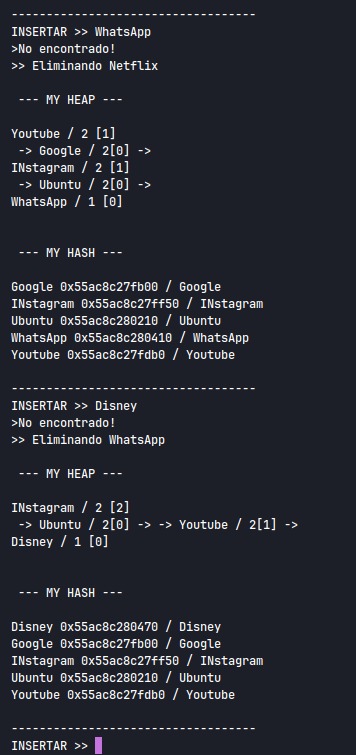 -----------------------------------
INSERTAR >> WhatsApp
>No encontrado!
>> Eliminando Netflix
--- MY HEAP ---
Youtube / 2 [1]
-> Google / 2[0] ->
INstagram / 2 [1]
-> Ubuntu / 2[0] ->
WhatsApp / 1 [0]
--- MY HASH ---
Google 0x55ac8c27fb00 / Google
INstagram 0x55ac8c27ff50 / INstagram
Ubuntu 0x55ac8c280210 / Ubuntu
WhatsApp 0x55ac8c280410 / WhatsApp
Youtube 0x55ac8c27fdb0 / Youtube
-----------------------------------
INSERTAR >> Disney
>No encontrado!
>> Eliminando WhatsApp
--- MY HEAP ---
INstagram / 2 [2]
-> Ubuntu / 2[0] -> -> Youtube / 2[1] ->
Disney / 1 [0]
--- MY HASH ---
Disney 0x55ac8c280470 / Disney
Google 0x55ac8c27fb00 / Google
INstagram 0x55ac8c27ff50 / INstagram
Ubuntu 0x55ac8c280210 / Ubuntu
Youtube 0x55ac8c27fdb0 / Youtube
-----------------------------------
INSERTAR >>